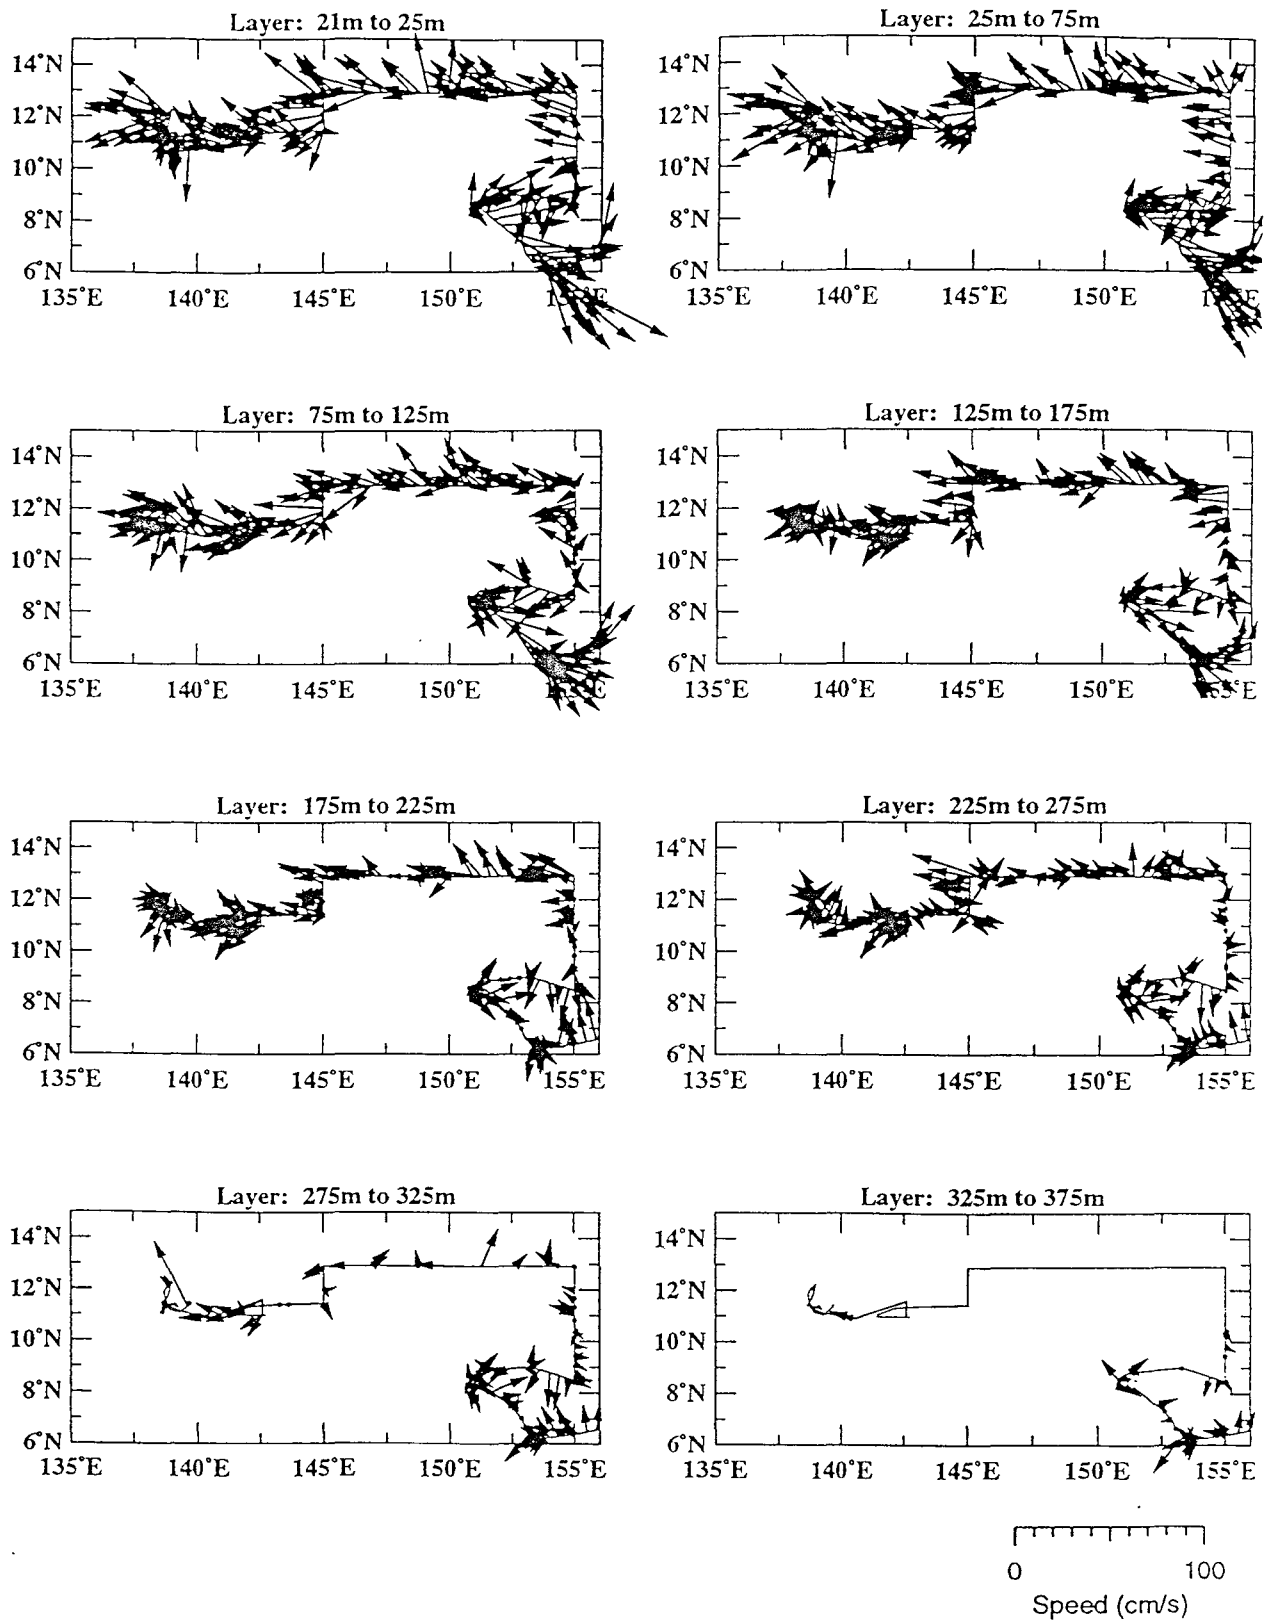 Layer: 21m to 25m
14°N
12°N
10°N
8°N
6°N
135°E 140°E 145°E 150°E
Layer: 25m to 75m
14°N
12°N
10°N
8°N
6°N
135°E 140°E 145°E 150°E
Layer: 75m to 125m
14°N
12°N
10°N
8°N
6°N
135°E 140°E 145°E 150°E
Layer: 125m to 175m
14°N
12°N
10°N
8°N
6°N
135°E 140°E 145°E 150°E 155°E
Layer: 175m to 225m
14°N
12°N
10°N
8°N
6°N
135°E 140°E 145°E 150°E 155°E
Layer: 225m to 275m
14°N
12°N
10°N
8°N
6°N
135°E 140°E 145°E 150°E 155°E
Layer: 275m to 325m
14°N
12°N
10°N
8°N
6°N
135°E 140°E 145°E 150°E 155°E
Layer: 325m to 375m
14°N
12°N
10°N
8°N
6°N
135°E 140°E 145°E 150°E 155°E
0 100
Speed (cm/s)